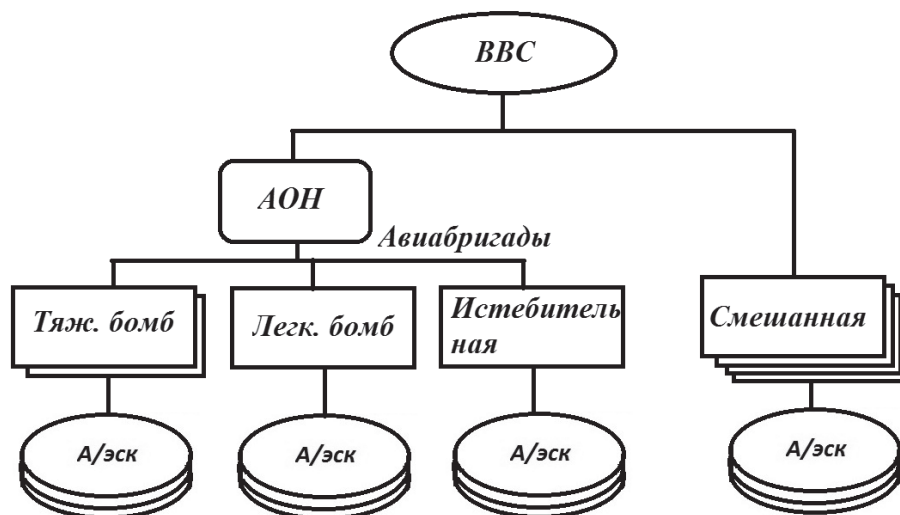 ВВС
АОН
Авиабригады
Тяж. бомб
Легк. бомб
Истебитель
ная
Смешанная
А/эск
А/эск
А/эск
А/эск